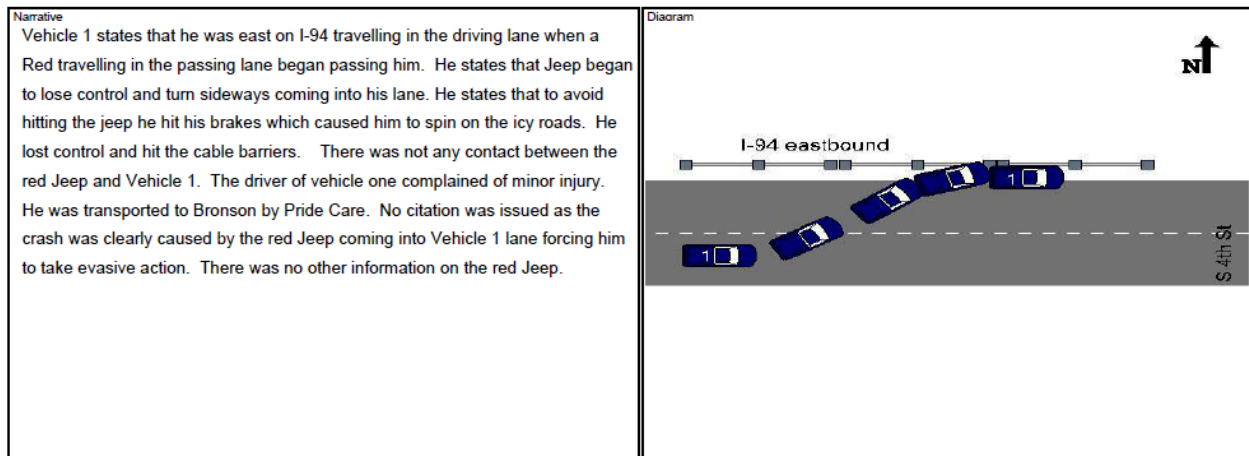 Narrative
Vehicle 1 states that he was east on I-94 travelling in the driving lane when a
Red travelling in the passing lane began passing him.  He states that Jeep began
to lose control and turn sideways coming into his lane. He states that to avoid
hitting the jeep he hit his brakes which caused him to spin on the icy roads.  He
lost control and hit the cable barriers.    There was not any contact between the
red Jeep and Vehicle 1.  The driver of vehicle one complained of minor injury.
He was transported to Bronson by Pride Care.  No citation was issued as the
crash was clearly caused by the red Jeep coming into Vehicle 1 lane forcing him
to take evasive action.  There was no other information on the red Jeep.
Diagram
N
I-94 eastbound
1
1
S 4th St